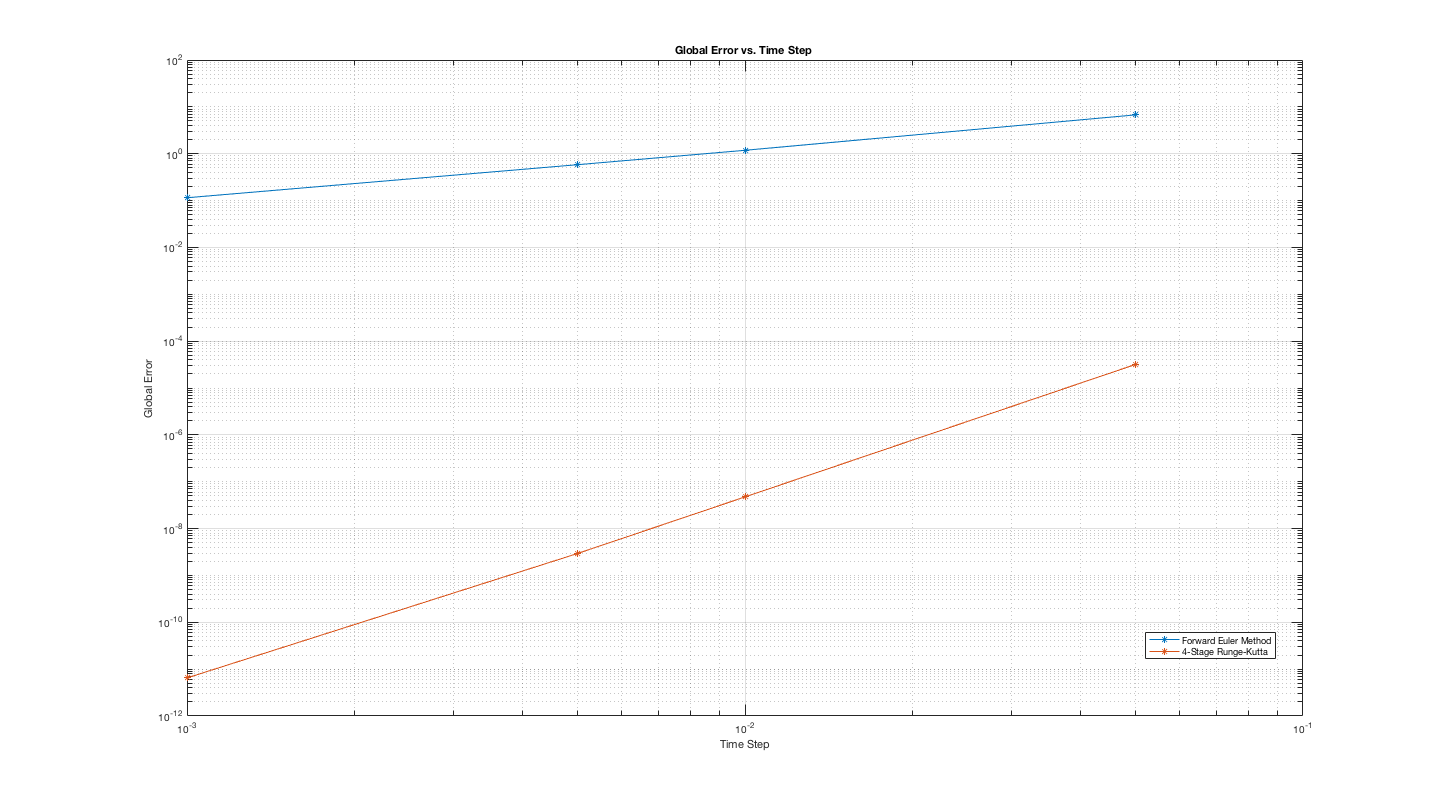 Global Error vs. Time Step
10^2
10^0
10^-2
10^-4
10^-6
10^-8
10^-10
10^-12
Global Error
10^-3
10^-2
10^-1
Time Step
Forward Euler Method
4-Stage Runge-Kutta